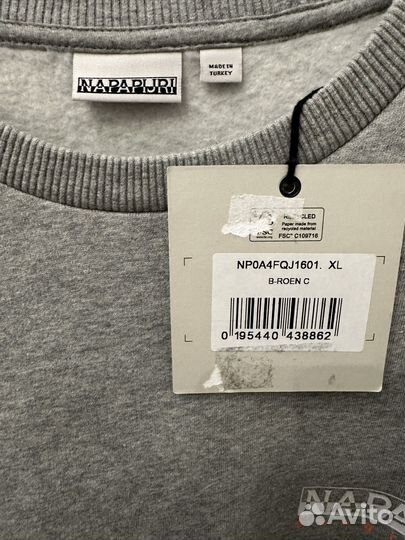 NAPAPIJRI
MADE IN
TURKEY
RECYCLED
Paper made from
recycled material
FSC® C109716
NP0A4FQJ1601. XL
B-ROEN C
0 195440 438862
NAPA
Avito